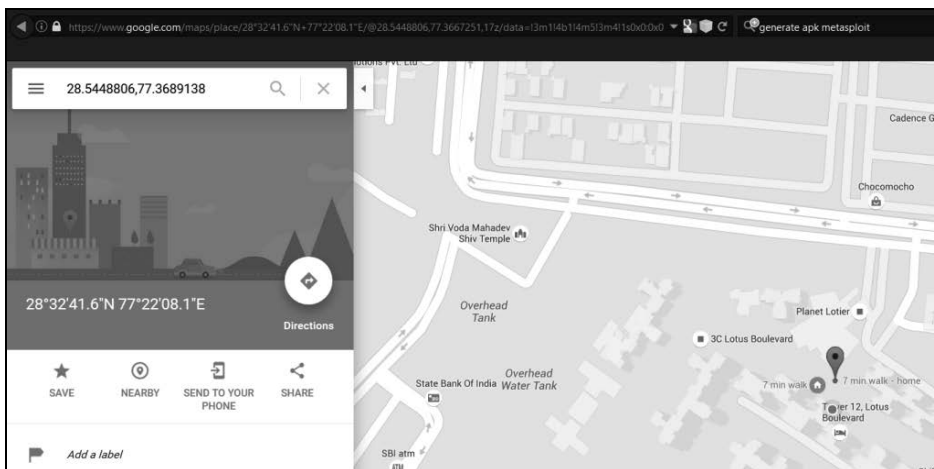 https://www.google.com/maps/place/28°32'41.6"N+77°22'08.1"E/@28.5448806,77.3667251,17z/data=!3m1!4b1!4m5!3m4!1s0x0:0x0
generate apk metasploit
28.5448806,77.3689138
28°32'41.6"N 77°22'08.1"E
Directions
SAVE
NEARBY
SEND TO YOUR
PHONE
SHARE
Add a label
Pvt. Ltd
Cadence G
Chocomocho
Shri Voda Mahadev
Shiv Temple
Overhead
Tank
Planet Lotier
3C Lotus Boulevard
Overhead
Water Tank
State Bank Of India
7 min walk
7 min walk - home
Tower 12, Lotus
Boulevard
SBI atm
ATM